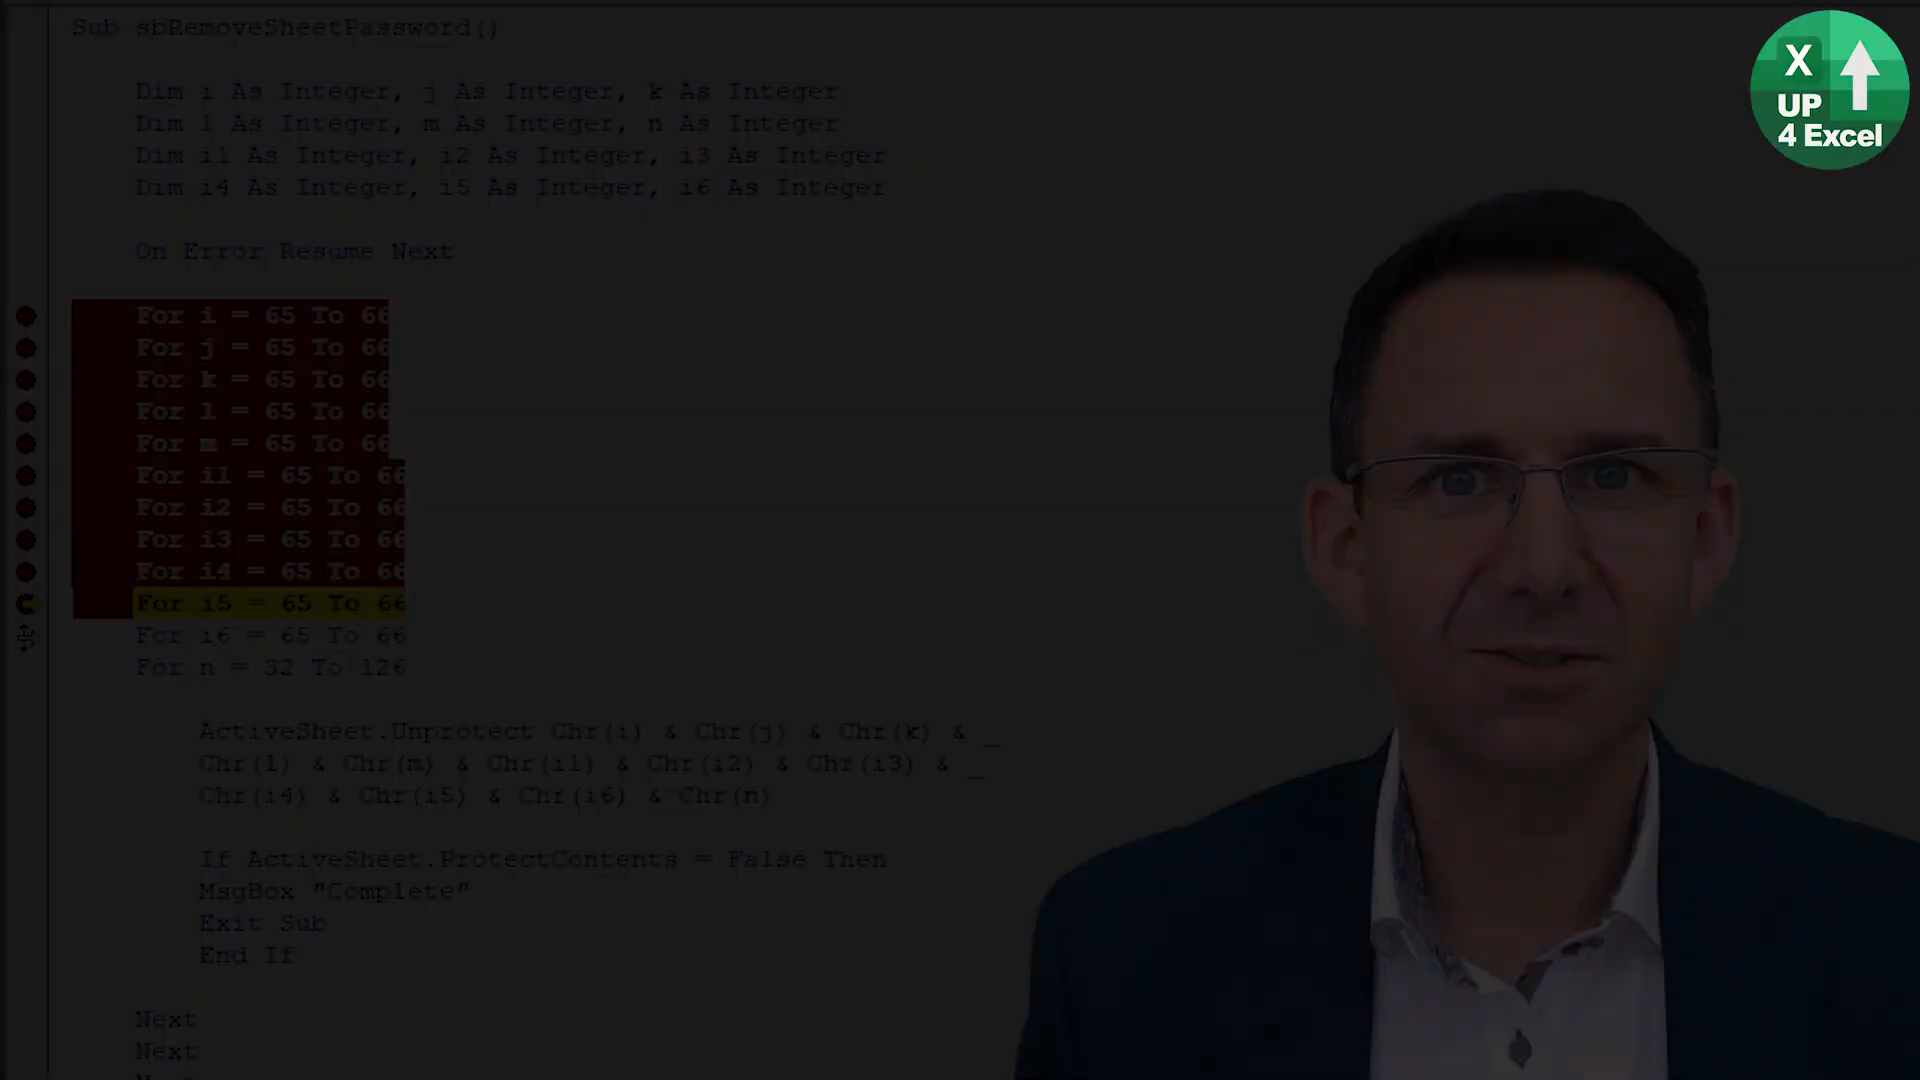 Sub sbRemoveSheetPassword()
Dim i As Integer, j As Integer, k As Integer
Dim l As Integer, m As Integer, n As Integer
Dim i1 As Integer, i2 As Integer, i3 As Integer
Dim i4 As Integer, i5 As Integer, i6 As Integer
On Error Resume Next
For i = 65 To 66
For j = 65 To 66
For k = 65 To 66
For l = 65 To 66
For m = 65 To 66
For i1 = 65 To 66
For i2 = 65 To 66
For i3 = 65 To 66
For i4 = 65 To 66
For i5 = 65 To 66
For i6 = 65 To 66
For n = 32 To 126
ActiveSheet.Unprotect Chr(i) & Chr(j) & Chr(k) & _
Chr(l) & Chr(m) & Chr(i1) & Chr(i2) & Chr(i3) & _
Chr(i4) & Chr(i5) & Chr(i6) & Chr(n)
If ActiveSheet.ProtectContents = False Then
MsgBox "Complete"
Exit Sub
End If
Next
Next
X
UP
4 Excel